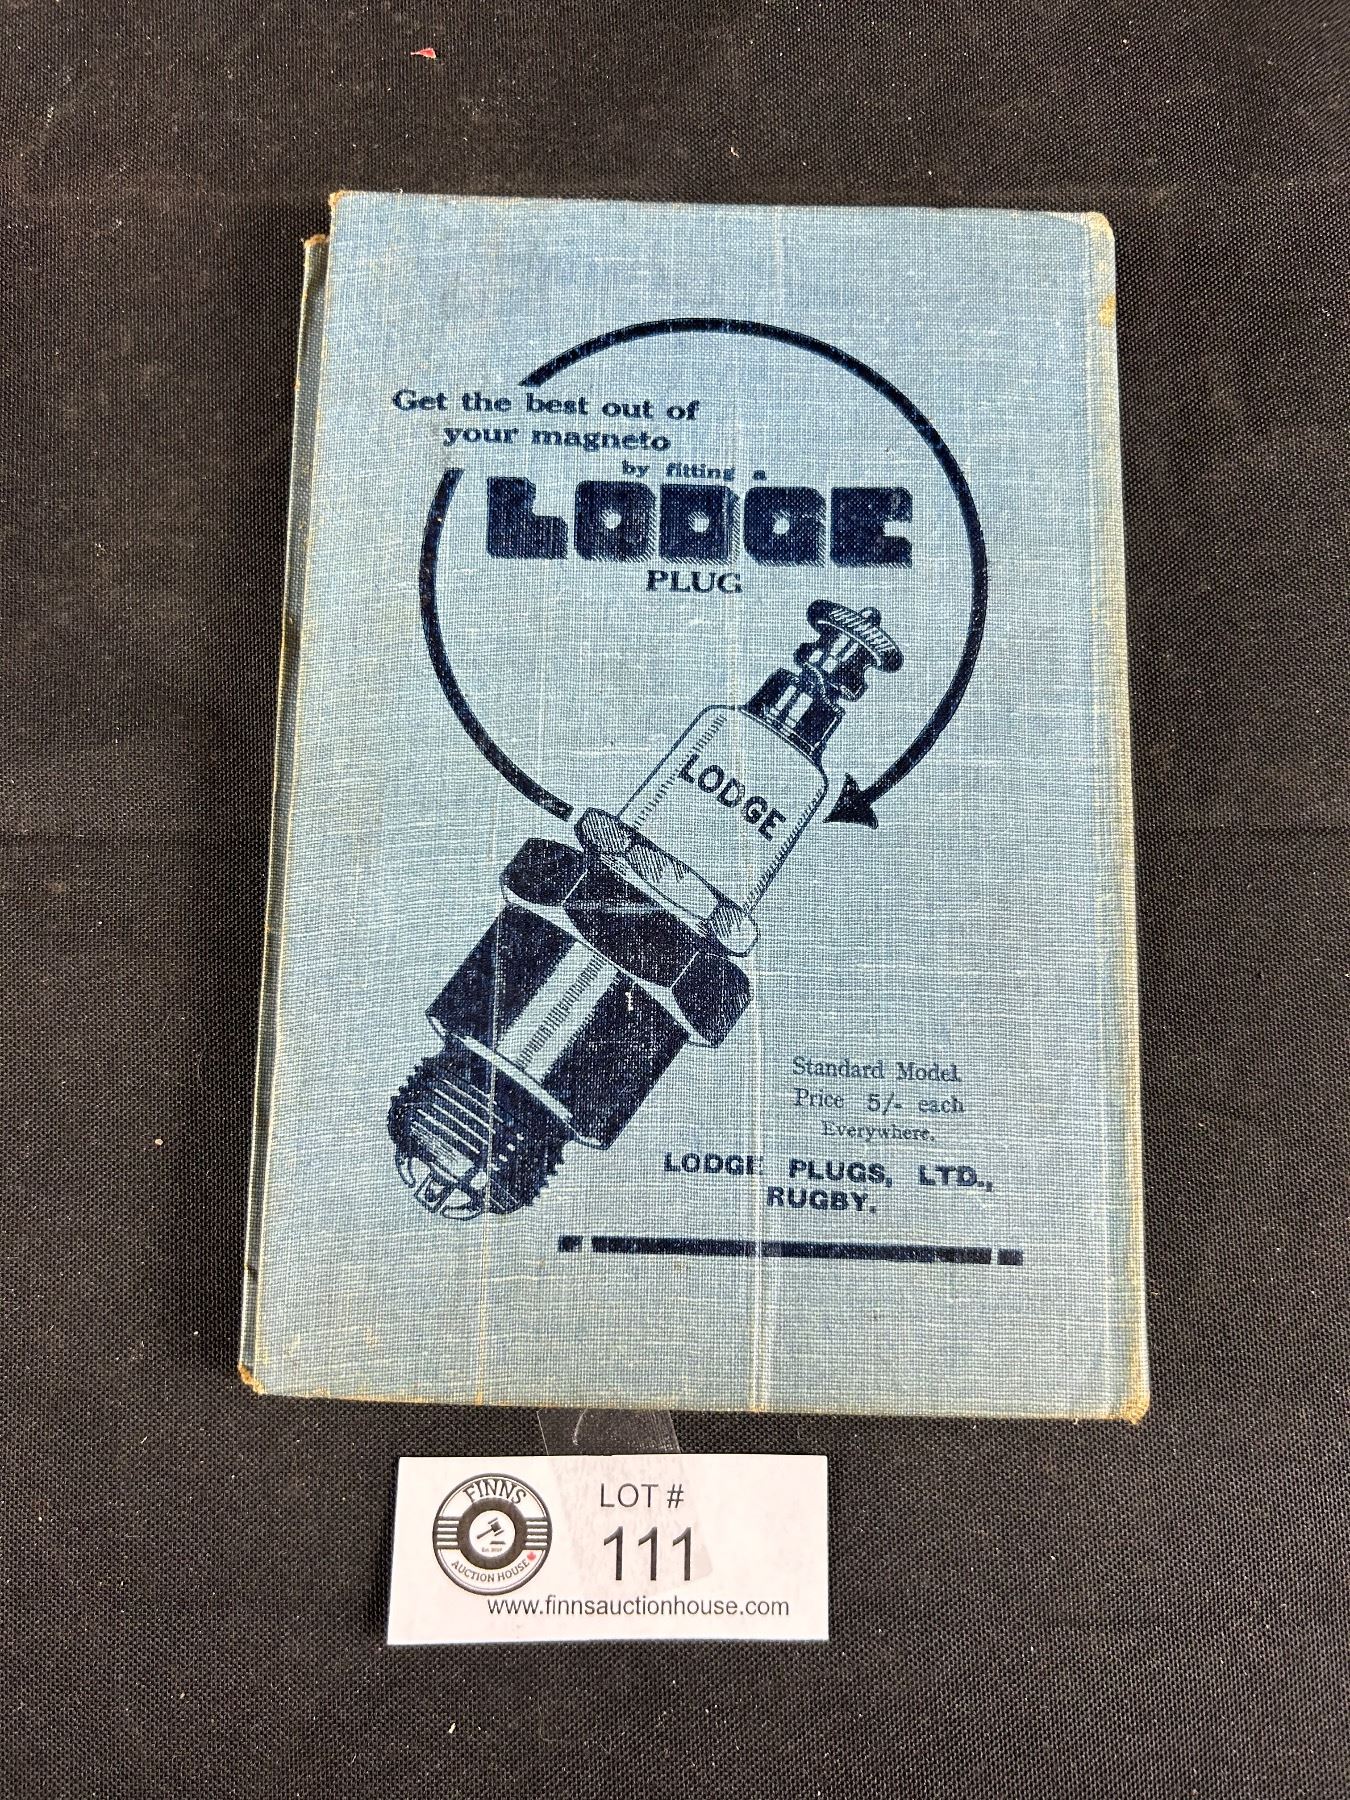 Get the best out of
your magneto
by fitting a
LODGE
PLUG
LODGE
Standard Model.
Price 5/- each
Everywhere.
LODGE PLUGS, LTD.,
RUGBY.
FINNS
AUCTION HOUSE
LOT #
111
www.finnsauctionhouse.com